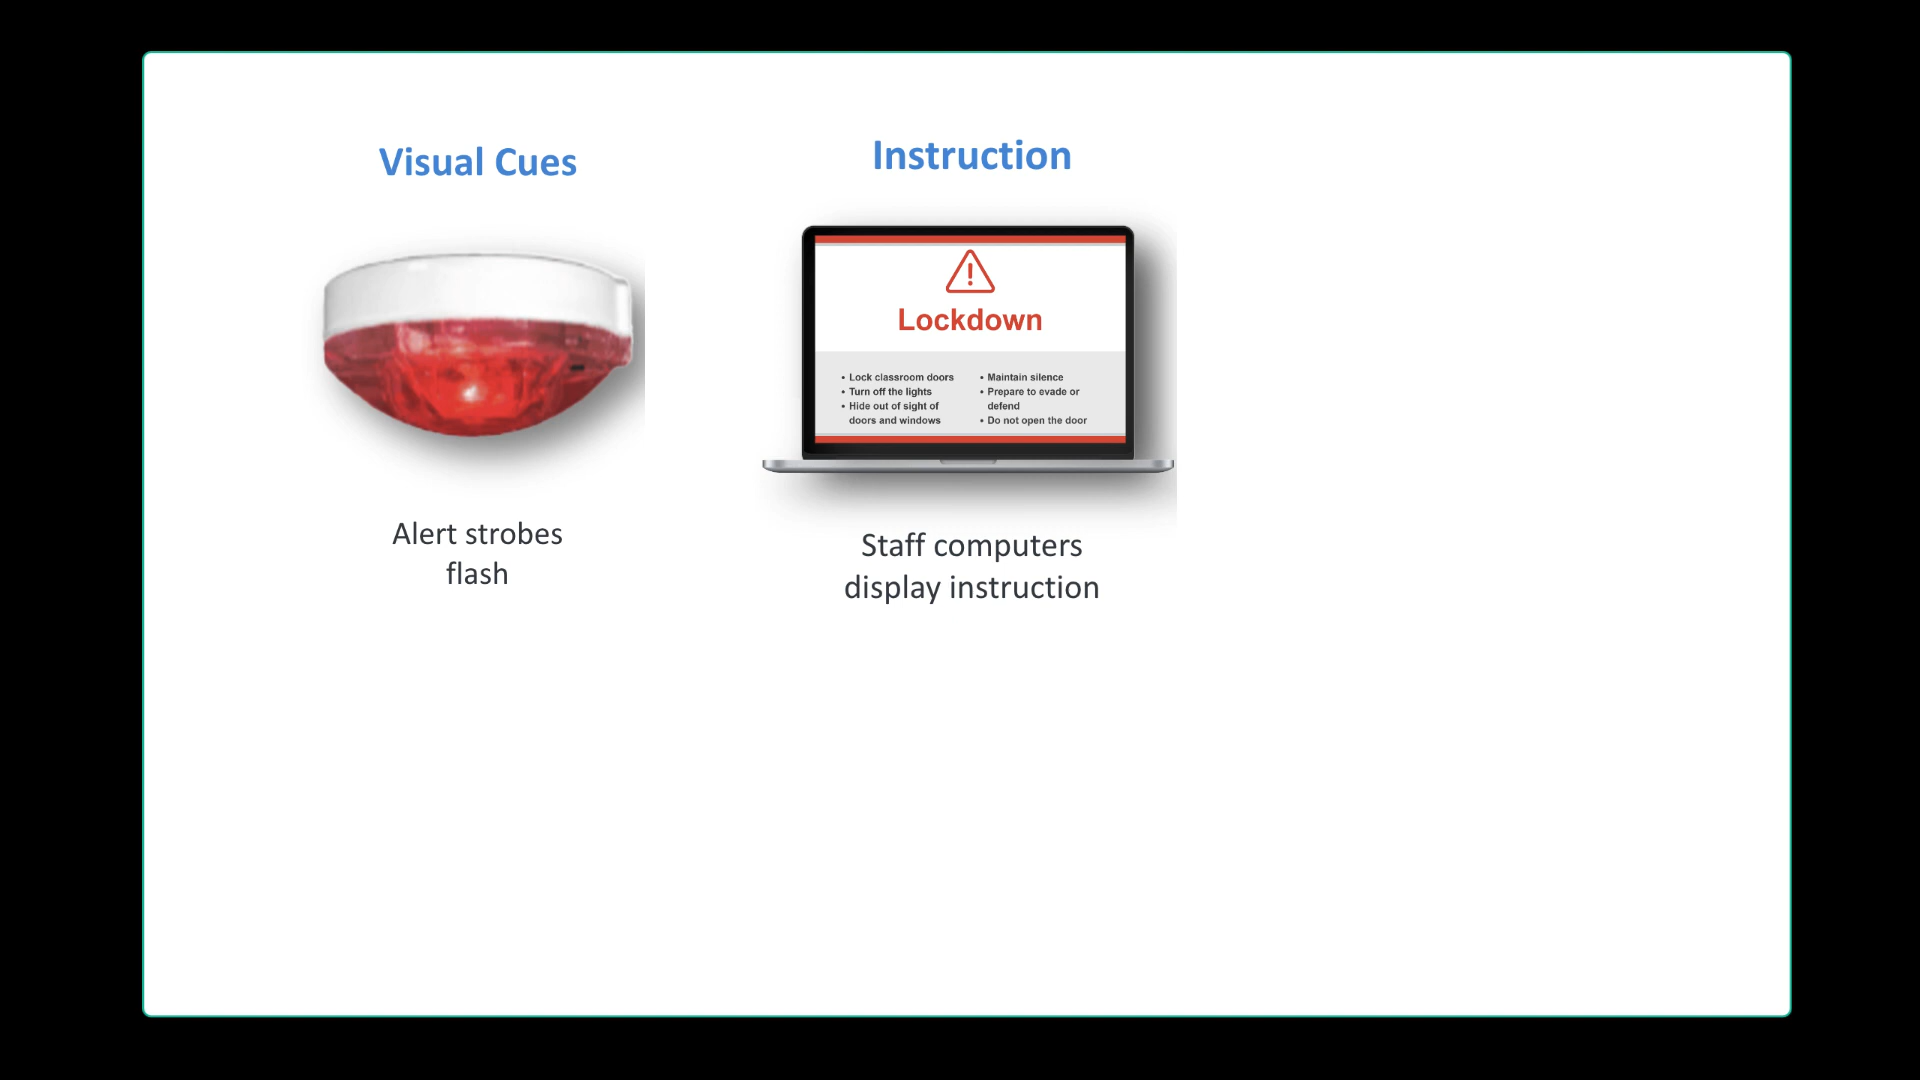 Visual Cues
Alert strobes
flash
Instruction
Lockdown
• Lock classroom doors
• Turn off the lights
• Hide out of sight of
doors and windows
• Maintain silence
• Prepare to evade or
defend
• Do not open the door
Staff computers
display instruction